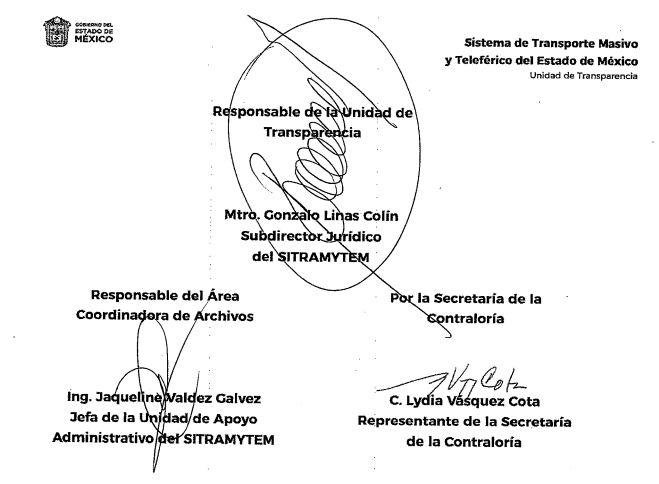 GOBIERNO DEL
ESTADO DE
MÉXICO
Sistema de Transporte Masivo
y Teleférico del Estado de México
Unidad de Transparencia
Responsable de la Unidad de
Transparencia
Mtro. Gonzalo Linas Colín
Subdirector Jurídico
del SITRAMYTEM
Responsable del Área
Coordinadora de Archivos
Ing. Jaqueline Valdez Galvez
Jefa de la Unidad de Apoyo
Administrativo del SITRAMYTEM
Por la Secretaría de la
Contraloría
C. Lydia Vásquez Cota
Representante de la Secretaría
de la Contraloría